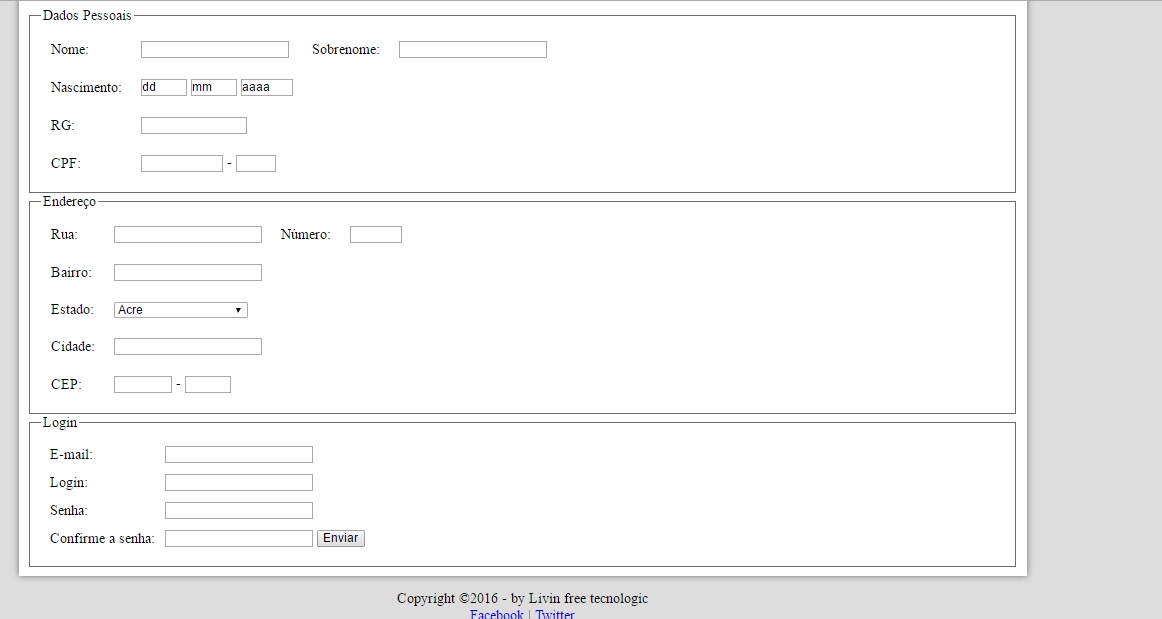 Dados Pessoais
Nome: Sobrenome:
Nascimento: dd mm aaaa
RG:
CPF: -
Endereço
Rua: Número:
Bairro:
Estado: Acre
Cidade:
CEP: -
Login
E-mail:
Login:
Senha:
Confirme a senha: Enviar
Copyright ©2016 - by Livin free tecnologic
Facebook | Twitter